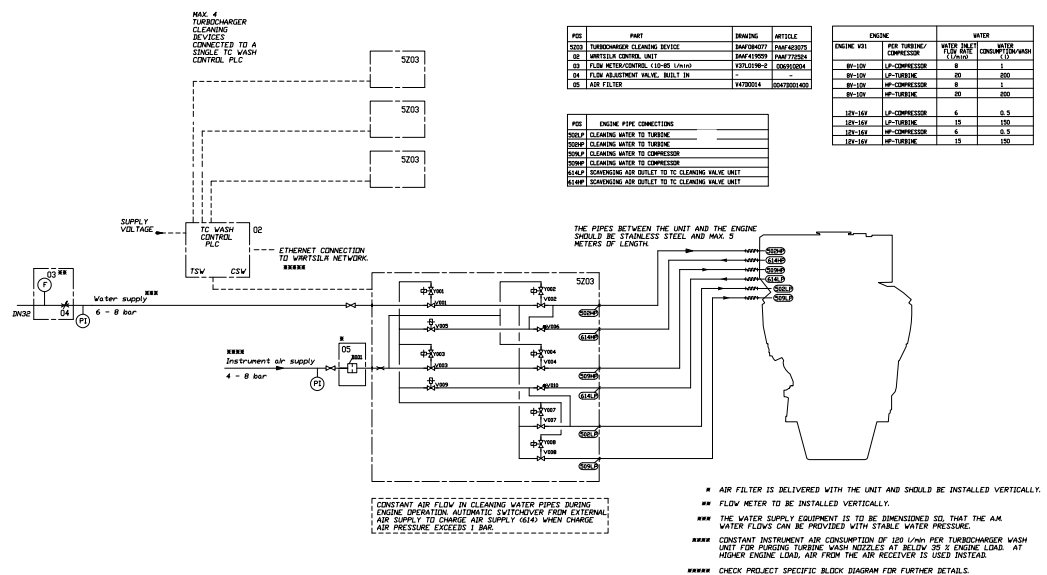 MAX. 4
TURBOCHARGER
CLEANING
DEVICES
CONNECTED TO A
SINGLE TC WASH
CONTROL PLC
5Z03
5Z03
5Z03
POS PART DRAWING ARTICLE
5Z03 TURBOCHARGER CLEANING DEVICE DAAF084077 PAAF423075
02 WARTSILA CONTROL UNIT DAAF419559 PAAF772524
03 FLOW METER/CONTROL (10-85 l/min) V37L0198-2 006910204
04 FLOW ADJUSTMENT VALVE, BUILT IN - -
05 AIR FILTER V47D0014 0047D001400
POS ENGINE PIPE CONNECTIONS
502LP CLEANING WATER TO TURBINE
502HP CLEANING WATER TO TURBINE
509LP CLEANING WATER TO COMPRESSOR
509HP CLEANING WATER TO COMPRESSOR
614LP SCAVENGING AIR OUTLET TO TC CLEANING VALVE UNIT
614HP SCAVENGING AIR OUTLET TO TC CLEANING VALVE UNIT
ENGINE WATER
ENGINE V31 PER TURBINE/ COMPRESSOR WATER INLET FLOW RATE (l/min) WATER CONSUMPTION/WASH (l)
8V-10V LP-COMPRESSOR 8 1
8V-10V LP-TURBINE 20 200
8V-10V HP-COMPRESSOR 8 1
8V-10V HP-TURBINE 20 200
12V-16V LP-COMPRESSOR 6 0.5
12V-16V LP-TURBINE 15 150
12V-16V HP-COMPRESSOR 6 0.5
12V-16V HP-TURBINE 15 150
SUPPLY
VOLTAGE
TC WASH
CONTROL
PLC
TSW CSW
02
ETHERNET CONNECTION
TO WARTSILA NETWORK.
*****
THE PIPES BETWEEN THE UNIT AND THE ENGINE
SHOULD BE STAINLESS STEEL AND MAX. 5
METERS OF LENGTH.
502HP
614HP
509HP
614LP
502LP
509LP
03 **
F
04
DN32
PI
Water supply ***
6 - 8 bar
****
Instrument air supply
4 - 8 bar
PI
*
05
5Z03
Y001
V001
Y002
V002
502HP
V005
V006
614HP
Y003
V003
Y004
V004
509HP
V009
V010
614LP
Y007
V007
502LP
Y008
V008
509LP
CONSTANT AIR FLOW IN CLEANING WATER PIPES DURING
ENGINE OPERATION. AUTOMATIC SWITCHOVER FROM EXTERNAL
AIR SUPPLY TO CHARGE AIR SUPPLY (614) WHEN CHARGE
AIR PRESSURE EXCEEDS 1 BAR.
* AIR FILTER IS DELIVERED WITH THE UNIT AND SHOULD BE INSTALLED VERTICALLY.
** FLOW METER TO BE INSTALLED VERTICALLY.
*** THE WATER SUPPLY EQUIPMENT IS TO BE DIMENSIONED SO, THAT THE A.M.
WATER FLOWS CAN BE PROVIDED WITH STABLE WATER PRESSURE.
**** CONSTANT INSTRUMENT AIR CONSUMPTION OF 120 l/min PER TURBOCHARGER WASH
UNIT FOR PURGING TURBINE WASH NOZZLES AT BELOW 35 % ENGINE LOAD. AT
HIGHER ENGINE LOAD, AIR FROM THE AIR RECEIVER IS USED INSTEAD.
***** CHECK PROJECT SPECIFIC BLOCK DIAGRAM FOR FURTHER DETAILS.